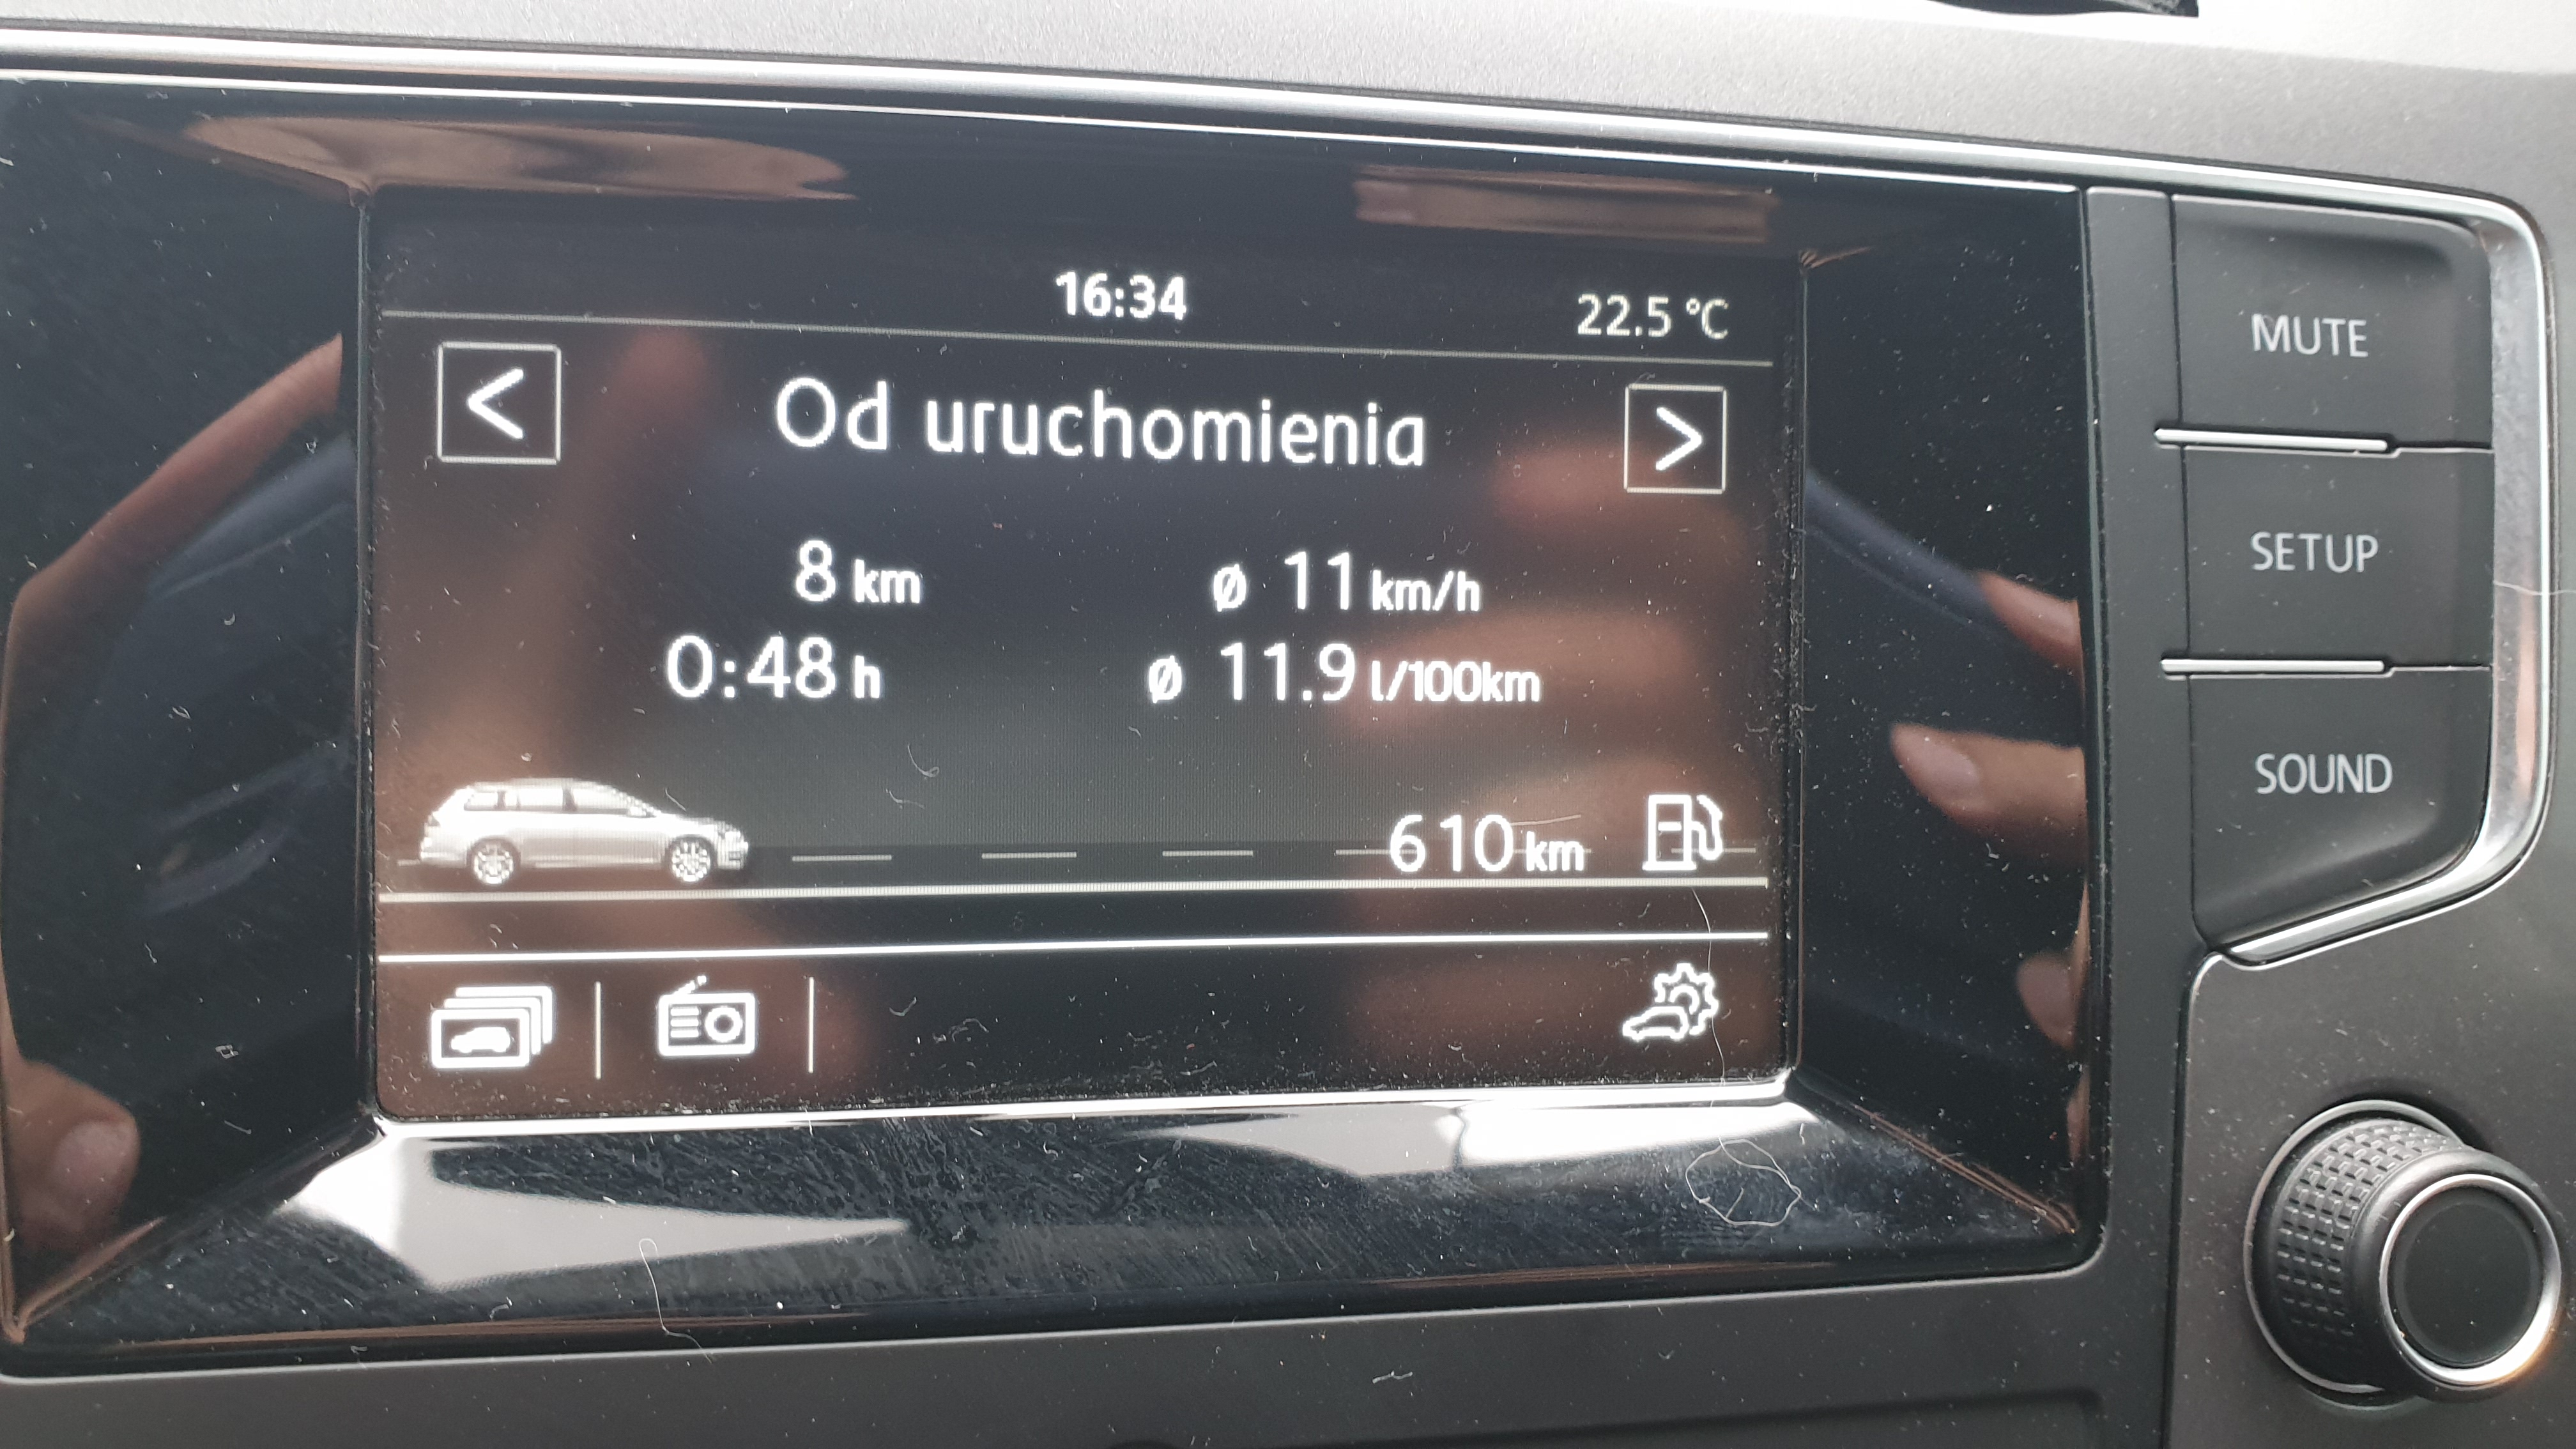 16:34
22.5 °C
<
Od uruchomienia
>
8 km
ø 11 km/h
0:48 h
ø 11.9 l/100km
610 km
MUTE
SETUP
SOUND